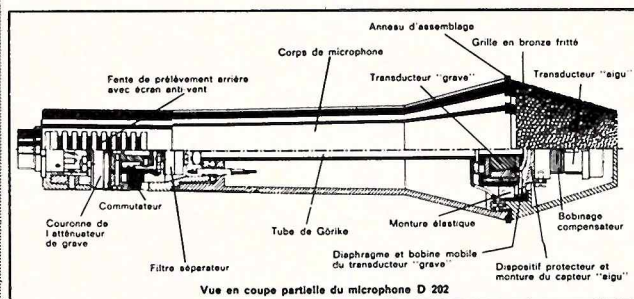 Anneau d'assemblage
Grille en bronze fritté
Corps de microphone
Transducteur "grave"
Transducteur "aigu"
Fente de prélèvement arrière
avec écran anti-vent
Commutateur
Couronne de
l'atténuateur
de grave
Filtre séparateur
Tube de Görike
Monture élastique
Diaphragme et bobine mobile
du transducteur "grave"
Bobinage
compensateur
Dispositif protecteur et
monture du capteur "aigu"
Vue en coupe partielle du microphone D 202